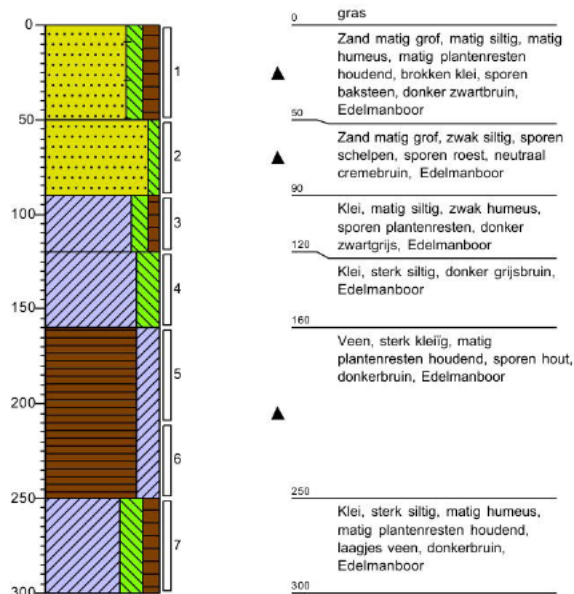 0
50
100
150
200
250
300
1
2
3
4
5
6
7
0
gras
Zand matig grof, matig siltig, matig
humeus, matig plantenresten
houdend, brokken klei, sporen
baksteen, donker zwartbruin,
Edelmanboor
50
Zand matig grof, zwak siltig, sporen
schelpen, sporen roest, neutraal
cremebruin, Edelmanboor
90
Klei, matig siltig, zwak humeus,
sporen plantenresten, donker
zwartgrijs, Edelmanboor
120
Klei, sterk siltig, donker grijsbruin,
Edelmanboor
160
Veen, sterk kleiïg, matig
plantenresten houdend, sporen hout,
donkerbruin, Edelmanboor
250
Klei, sterk siltig, matig humeus,
matig plantenresten houdend,
laagjes veen, donkerbruin,
Edelmanboor
300